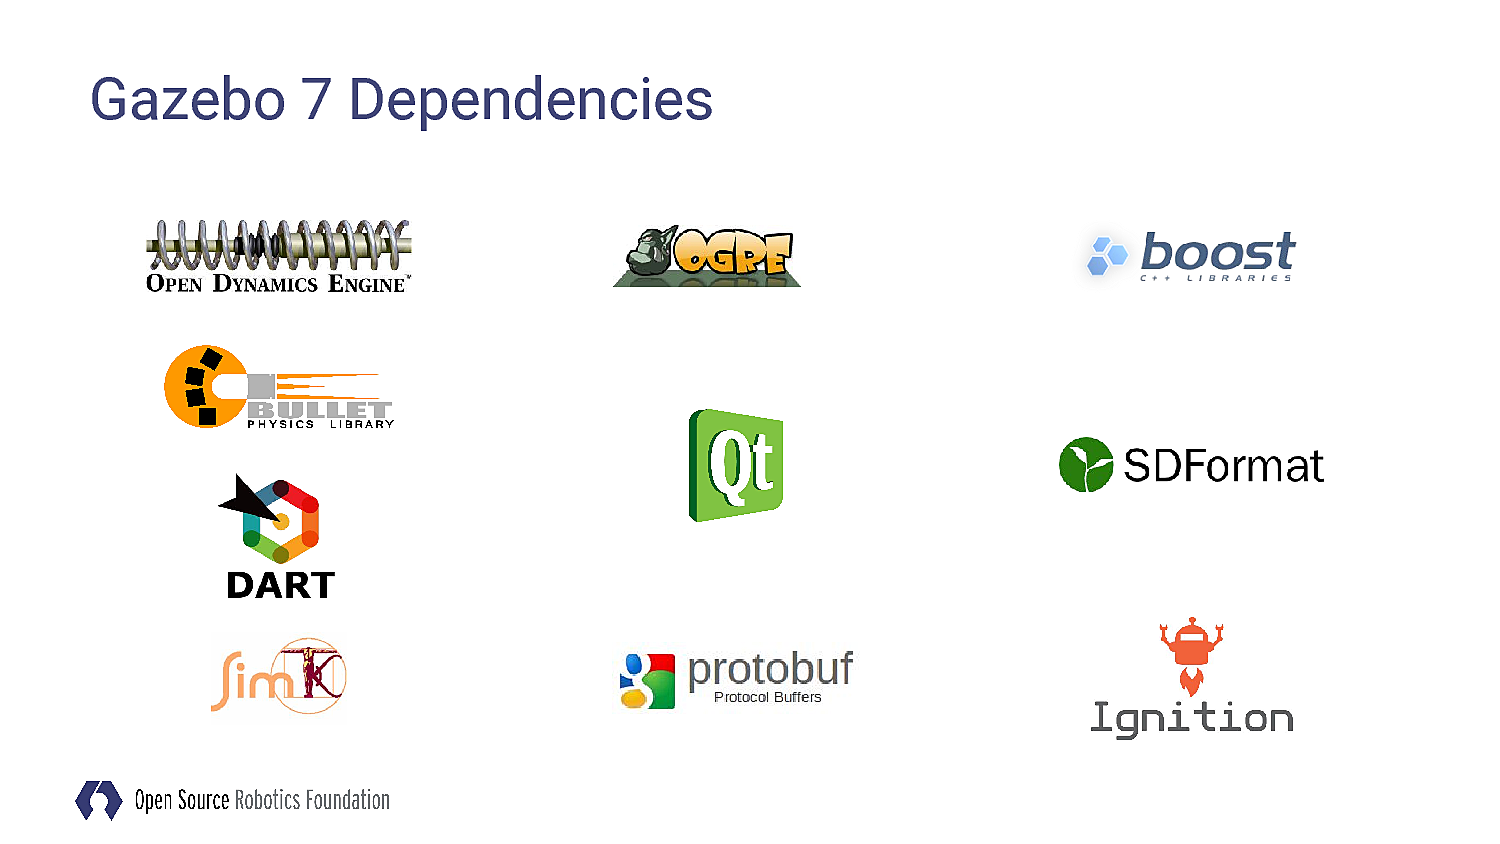 Gazebo 7 Dependencies
OPEN DYNAMICS ENGINE™
BULLET
PHYSICS LIBRARY
DART
SimTK
OGRE
Qt
g
protobuf
Protocol Buffers
boost
C++ LIBRARIES
SDFormat
Ignition
Open Source Robotics Foundation